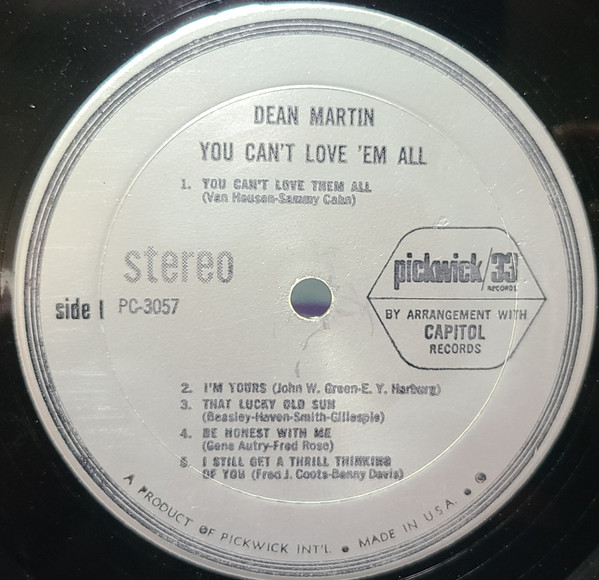 DEAN MARTIN
YOU CAN'T LOVE 'EM ALL
1. YOU CAN'T LOVE THEM ALL
(Van Heusen-Sammy Cahn)
stereo
side 1 PC-3057
pickwick/33
RECORDS
BY ARRANGEMENT WITH
CAPITOL
RECORDS
2. I'M YOURS (John W. Green-E. Y. Harburg)
3. THAT LUCKY OLD SUN
(Beasley-Haven-Smith-Gillespie)
4. BE HONEST WITH ME
(Gene Autry-Fred Rose)
5. I STILL GET A THRILL THINKING
OF YOU (Fred J. Coots-Benny Davis)
A PRODUCT OF PICKWICK INT'L. ● MADE IN U.S.A. ●